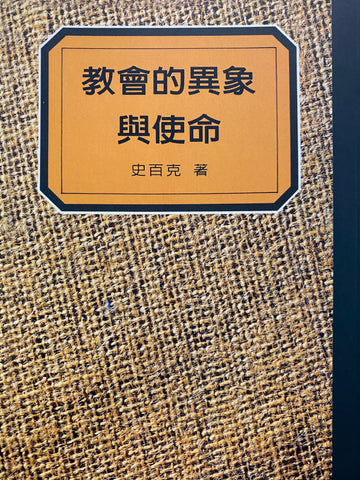 教會的異象
與使命
史百克 著